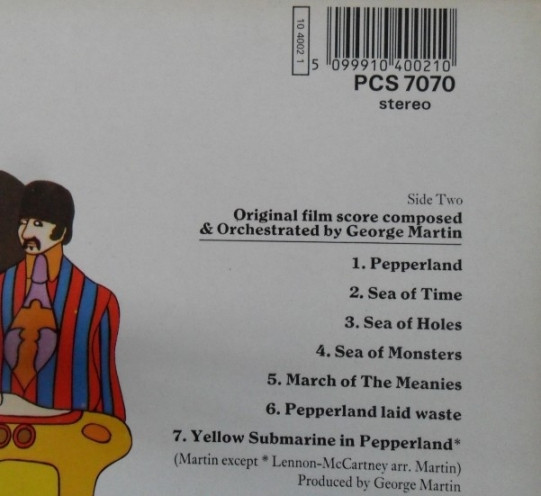 10 4002 1
5 099910 400210
PCS 7070
stereo
Side Two
Original film score composed
& Orchestrated by George Martin
1. Pepperland
2. Sea of Time
3. Sea of Holes
4. Sea of Monsters
5. March of The Meanies
6. Pepperland laid waste
7. Yellow Submarine in Pepperland*
(Martin except * Lennon-McCartney arr. Martin)
Produced by George Martin